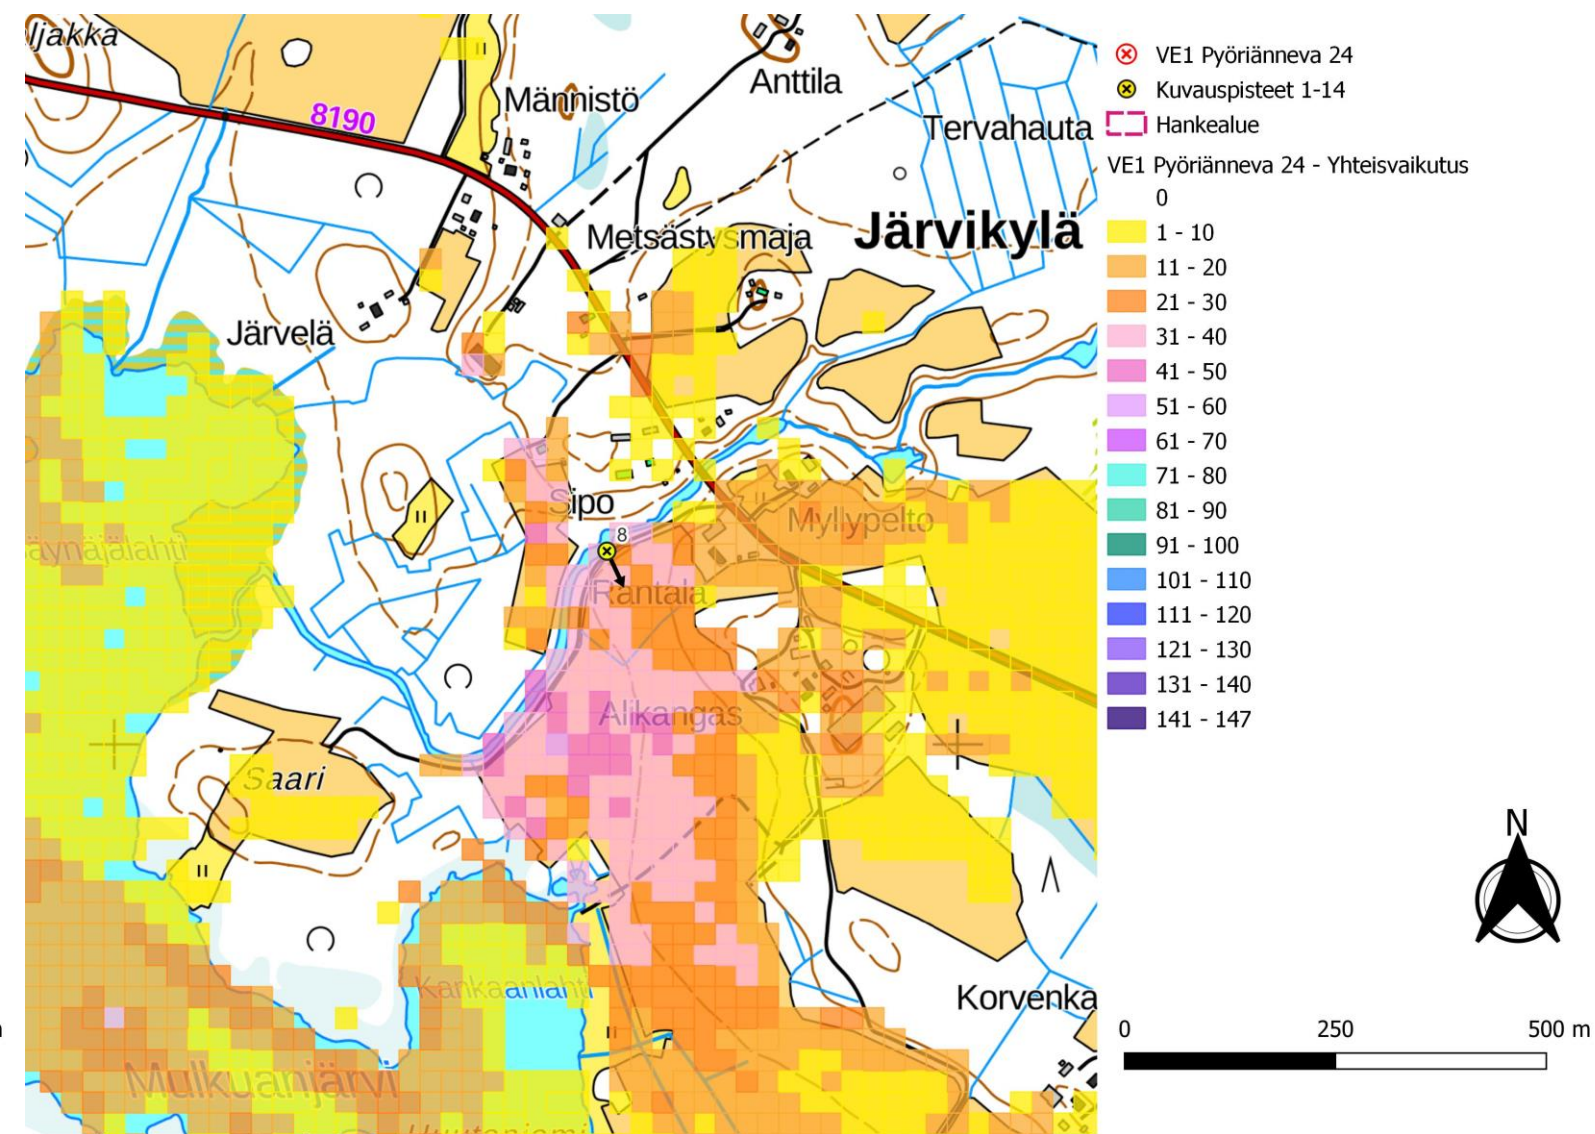 ljakka
8190
Männistö
Anttila
Tervahauta
Metsästysmaja
Järvikylä
Järvelä
Sipo
8
Myllypelto
äynäjälahti
Rantala
Alikangas
Saari
Kankaanlahti
Korvenka
Mulkuanjärvi
VE1 Pyöriänneva 24
Kuvauspisteet 1-14
Hankealue
VE1 Pyöriänneva 24 - Yhteisvaikutus
0
1 - 10
11 - 20
21 - 30
31 - 40
41 - 50
51 - 60
61 - 70
71 - 80
81 - 90
91 - 100
101 - 110
111 - 120
121 - 130
131 - 140
141 - 147
N
0 250 500 m